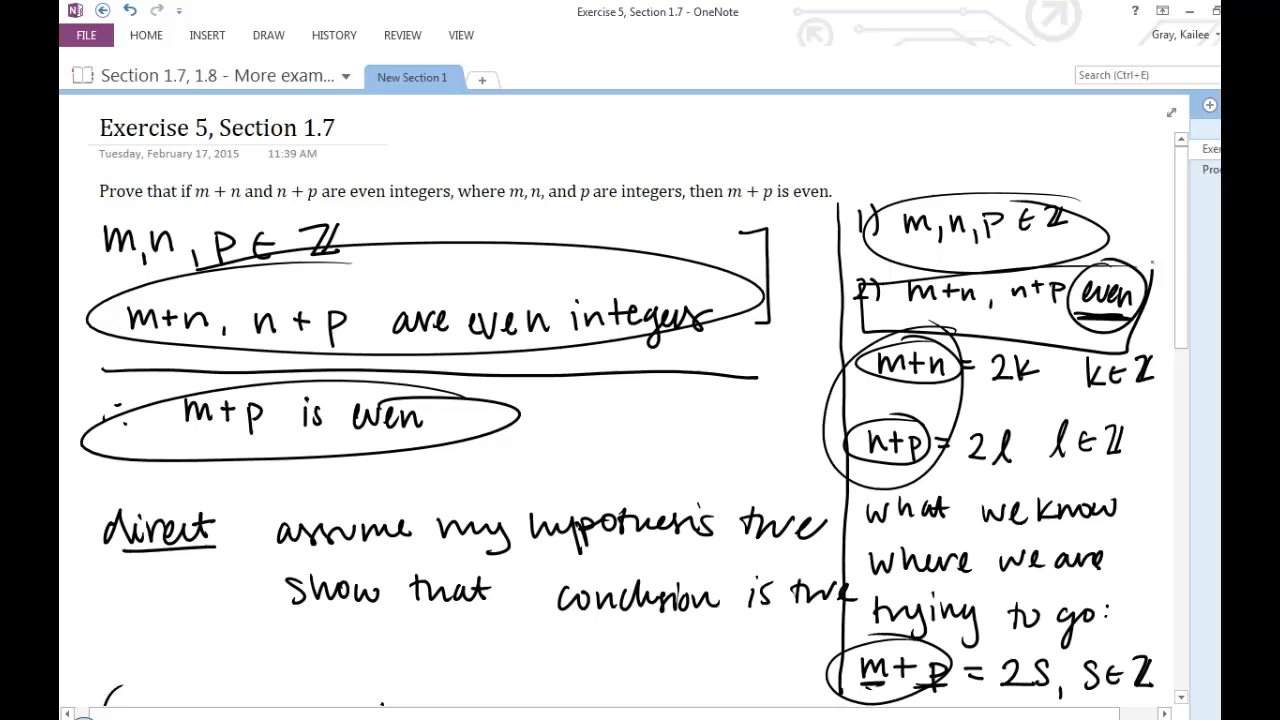 Exercise 5, Section 1.7 - OneNote
?
FILE HOME INSERT DRAW HISTORY REVIEW VIEW
Gray, Kailee
Section 1.7, 1.8 - More exam...
New Section 1
+
Search (Ctrl+E)
Exercise 5, Section 1.7
Tuesday, February 17, 2015 11:39 AM
Exer
Proo
Prove that if m + n and n + p are even integers, where m, n, and p are integers, then m + p is even.
m,n, p ∈ ℤ
m+n, n + p are even integers
∴ m+p is even
direct assume my hypothesis true
show that conclusion is true
1) m,n,p ∈ ℤ
2) m+n, n+p even
m+n = 2k k∈ℤ
n+p = 2l l∈ℤ
what we know
where we are
trying to go:
m+p = 2s, s∈ℤ